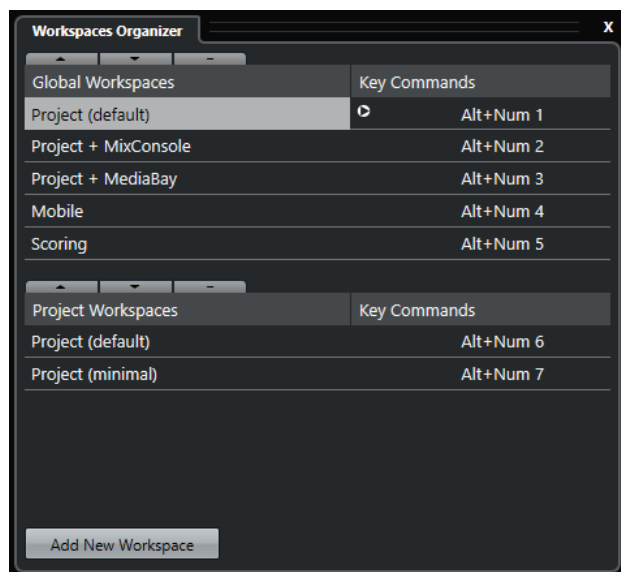 Workspaces Organizer X
Global Workspaces Key Commands
Project (default) Alt+Num 1
Project + MixConsole Alt+Num 2
Project + MediaBay Alt+Num 3
Mobile Alt+Num 4
Scoring Alt+Num 5
Project Workspaces Key Commands
Project (default) Alt+Num 6
Project (minimal) Alt+Num 7
Add New Workspace